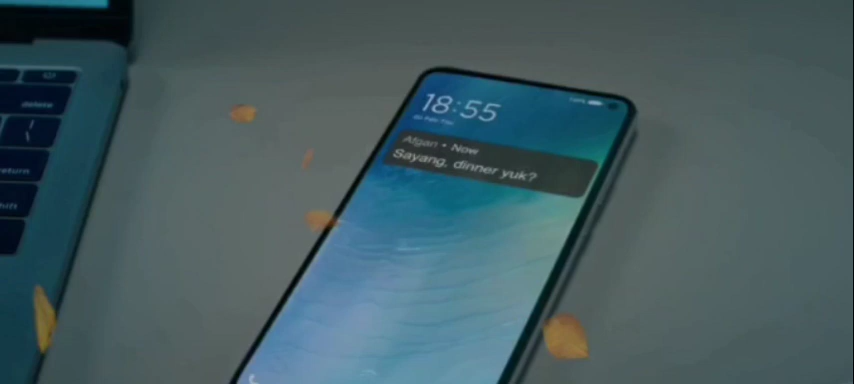 18:55
Afgan • Now
Sayang, dinner yuk?
delete
return